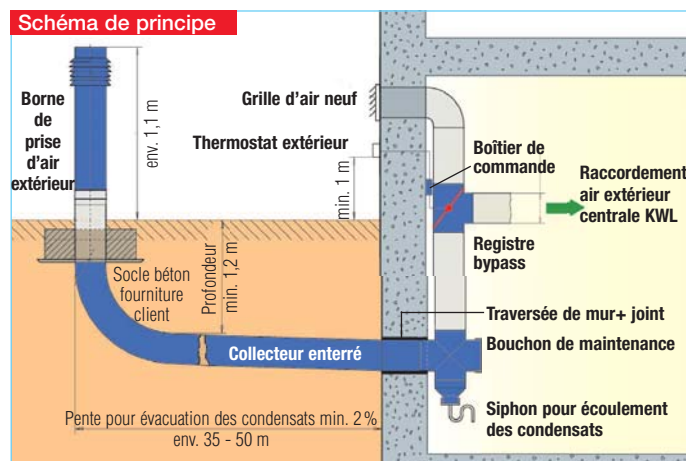 Schéma de principe
Borne
de
prise
d'air
extérieur
env. 1,1 m
Grille d'air neuf
Thermostat extérieur
min. 1 m
Boîtier de
commande
Raccordement
air extérieur
centrale KWL
Registre
bypass
Socle béton
fourniture
client
Profondeur
min. 1,2 m
Traversée de mur+ joint
Collecteur enterré
Bouchon de maintenance
Pente pour évacuation des condensats min. 2 %
env. 35 - 50 m
Siphon pour écoulement
des condensats